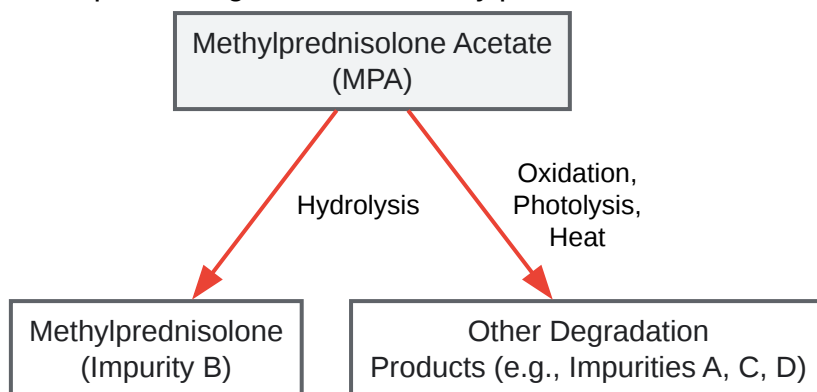 Methylprednisolone Acetate
(MPA)
Hydrolysis
Oxidation,
Photolysis,
Heat
Methylprednisolone
(Impurity B)
Other Degradation
Products (e.g., Impurities A, C, D)